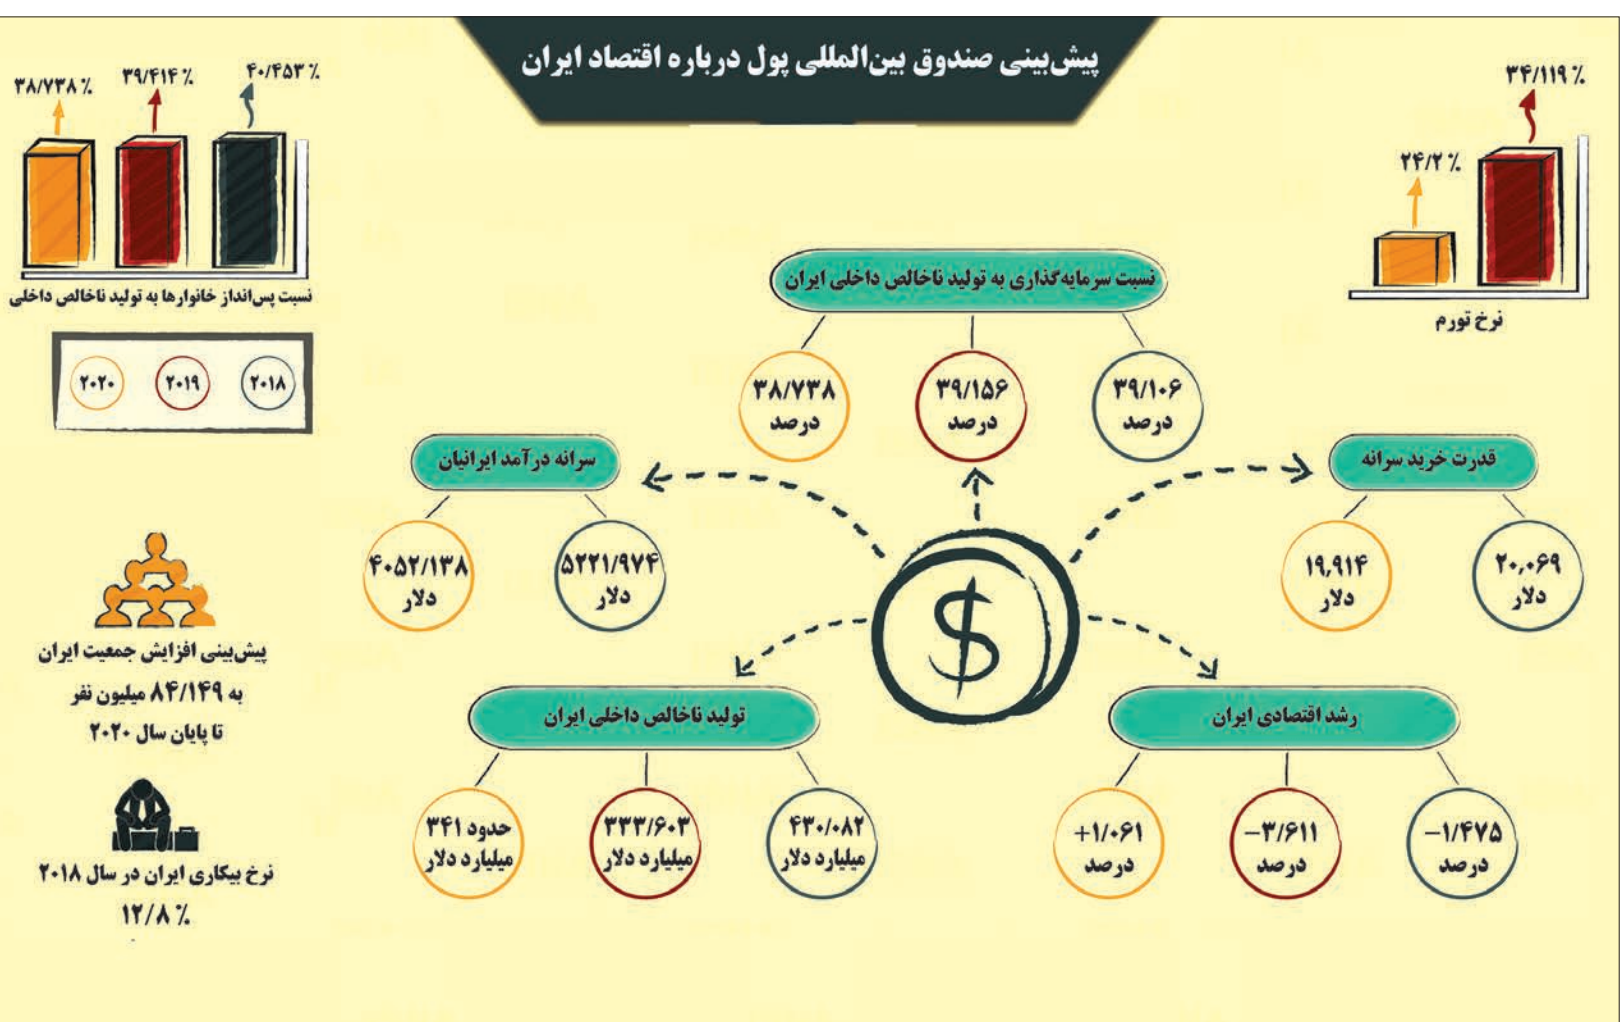 پیش‌بینی صندوق بین‌المللی پول درباره اقتصاد ایران
۳۴/۱۱۹ %
۲۴/۲ %
نرخ تورم
۴۰/۴۵۳ %
۳۹/۴۱۴ %
۳۸/۷۳۸ %
نسبت پس‌انداز خانوارها به تولید ناخالص داخلی
۲۰۱۸
۲۰۱۹
۲۰۲۰
نسبت سرمایه‌گذاری به تولید ناخالص داخلی ایران
۳۹/۱۰۶
درصد
۳۹/۱۵۶
درصد
۳۸/۷۳۸
درصد
قدرت خرید سرانه
۲۰,۰۶۹
دلار
۱۹,۹۱۴
دلار
سرانه درآمد ایرانیان
۵۲۲۱/۹۷۴
دلار
۴۰۵۲/۱۳۸
دلار
$
رشد اقتصادی ایران
−۱/۴۷۵
درصد
−۳/۶۱۱
درصد
+۱/۰۶۱
درصد
تولید ناخالص داخلی ایران
۴۳۰/۰۸۲
میلیارد دلار
۳۳۳/۶۰۳
میلیارد دلار
حدود ۳۴۱
میلیارد دلار
پیش‌بینی افزایش جمعیت ایران
به ۸۴/۱۴۹ میلیون نفر
تا پایان سال ۲۰۲۰
نرخ بیکاری ایران در سال ۲۰۱۸
۱۲/۸ %